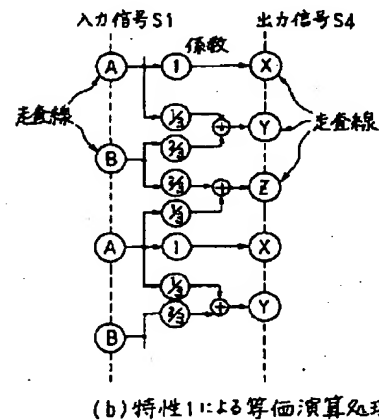 入力信号S1 出力信号S4
係数
A 1 X
走査線 1/3 + Y 走査線
B 2/3
2/3 + Z
1/3
A 1 X
1/3 + Y
2/3
B
(b)特性1による等価演算処理